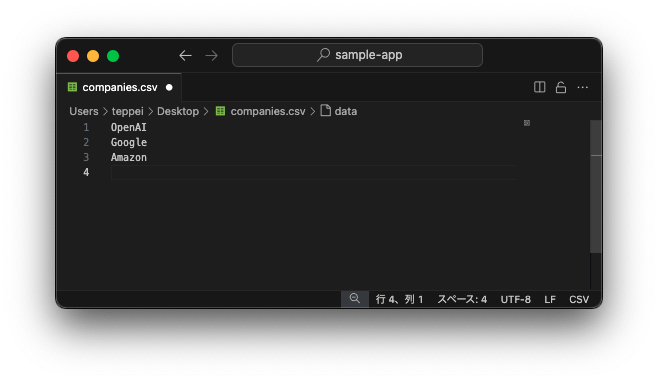 sample-app
companies.csv
Users > teppei > Desktop > companies.csv > data
1 OpenAI
2 Google
3 Amazon
4
行 4、列 1 スペース: 4 UTF-8 LF CSV